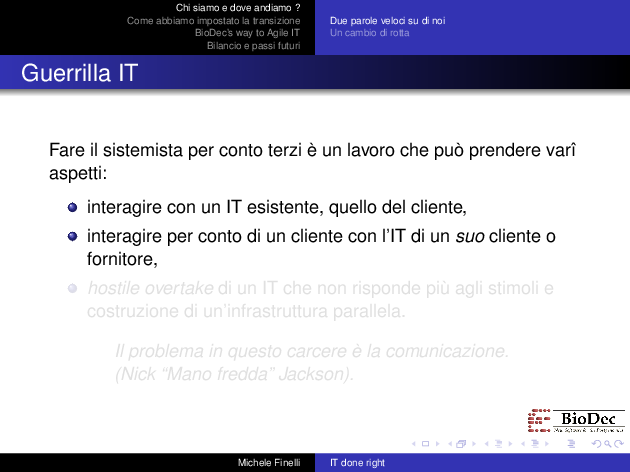 Chi siamo e dove andiamo ?
Come abbiamo impostato la transizione
BioDec's way to Agile IT
Bilancio e passi futuri
Due parole veloci su di noi
Un cambio di rotta
Guerrilla IT
Fare il sistemista per conto terzi è un lavoro che può prendere varî
aspetti:
interagire con un IT esistente, quello del cliente,
interagire per conto di un cliente con l'IT di un suo cliente o
fornitore,
hostile overtake di un IT che non risponde più agli stimoli e
costruzione di un'infrastruttura parallela.
Il problema in questo carcere è la comunicazione.
(Nick “Mano fredda” Jackson).
BioDec
Michele Finelli
IT done right